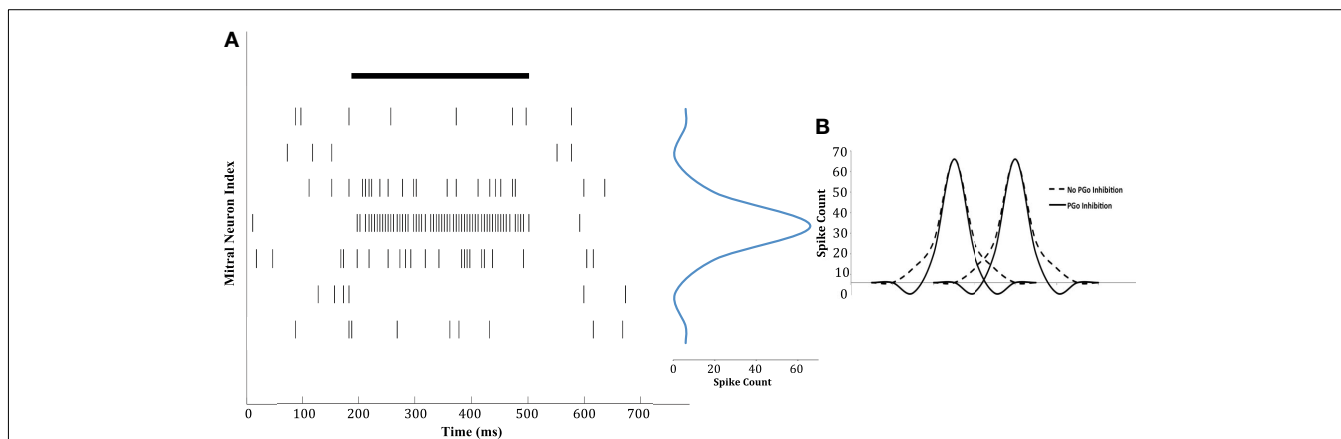 A
Mitral Neuron Index
0 100 200 300 400 500 600 700
Time (ms)
0 20 40 60
Spike Count
B
70
60
50
40
30
20
10
0
Spike Count
No PGo Inhibition
PGo Inhibition